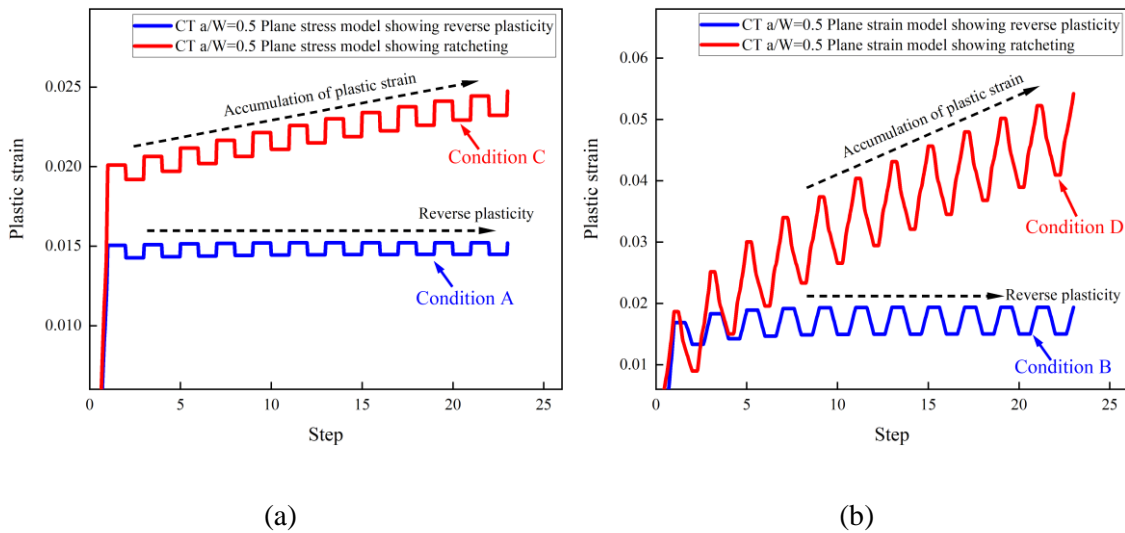 CT a/W=0.5 Plane stress model showing reverse plasticity
CT a/W=0.5 Plane stress model showing ratcheting
0.025
0.020
0.015
0.010
Plastic strain
Accumulation of plastic strain
Condition C
Reverse plasticity
Condition A
0 5 10 15 20 25
Step
(a)
CT a/W=0.5 Plane strain model showing reverse plasticity
CT a/W=0.5 Plane strain model showing ratcheting
0.06
0.05
0.04
0.03
0.02
0.01
Plastic strain
Accumulation of plastic strain
Condition D
Reverse plasticity
Condition B
0 5 10 15 20 25
Step
(b)